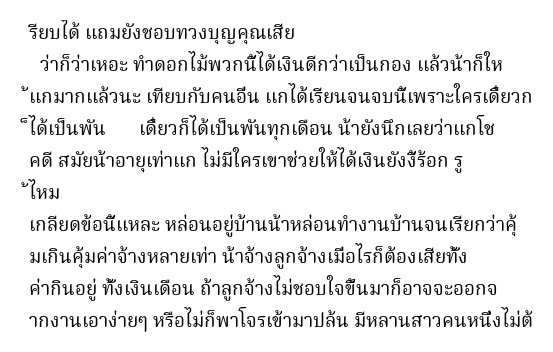 รียบได้ แถมยังชอบทวงบุญคุณเสีย
ว่าก็ว่าเหอะ ทำดอกไม้พวกนี้ได้เงินดีกว่าเป็นกอง แล้วน้าก็ให
้แกมากแล้วนะ เทียบกับคนอื่น แกได้เรียนจนจบนี่เพราะใครเดี๋ยวก
็ได้เป็นพัน เดี๋ยวก็ได้เป็นพันทุกเดือน น้ายังนึกเลยว่าแกโช
คดี สมัยน้าอายุเท่าแก ไม่มีใครเขาช่วยให้ได้เงินยังงี้ร้อก รู
้ไหม
เกลียดข้อนี้แหละ หล่อนอยู่บ้านน้าหล่อนทำงานบ้านจนเรียกว่าคุ้
มเกินคุ้มค่าจ้างหลายเท่า น้าจ้างลูกจ้างเมื่อไรก็ต้องเสียทั้ง
ค่ากินอยู่ ทั้งเงินเดือน ถ้าลูกจ้างไม่ชอบใจขึ้นมาก็อาจจะออกจ
ากงานเอาง่ายๆ หรือไม่ก็พาโจรเข้ามาปล้น มีหลานสาวคนหนึ่งไม่ต้